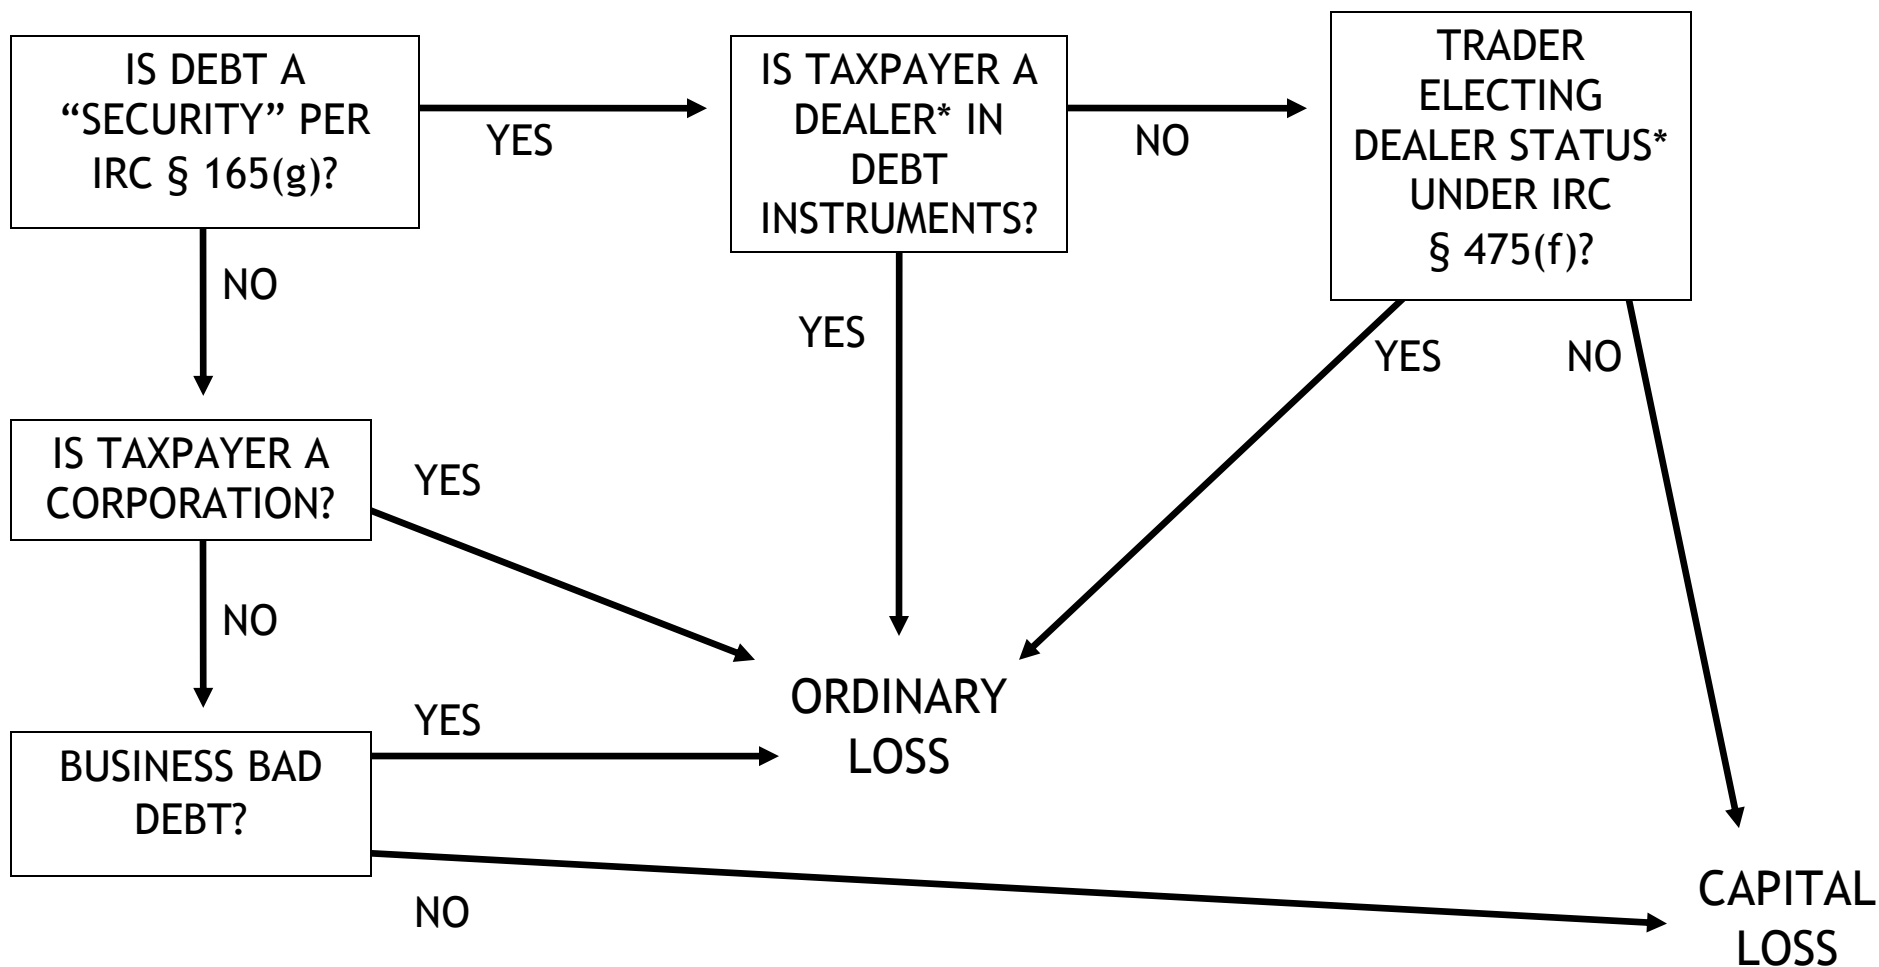 IS DEBT A
“SECURITY” PER
IRC § 165(g)?
YES
IS TAXPAYER A
DEALER* IN
DEBT
INSTRUMENTS?
NO
TRADER
ELECTING
DEALER STATUS*
UNDER IRC
§ 475(f)?
NO
YES
YES
NO
IS TAXPAYER A
CORPORATION?
YES
NO
BUSINESS BAD
DEBT?
YES
NO
ORDINARY
LOSS
CAPITAL
LOSS